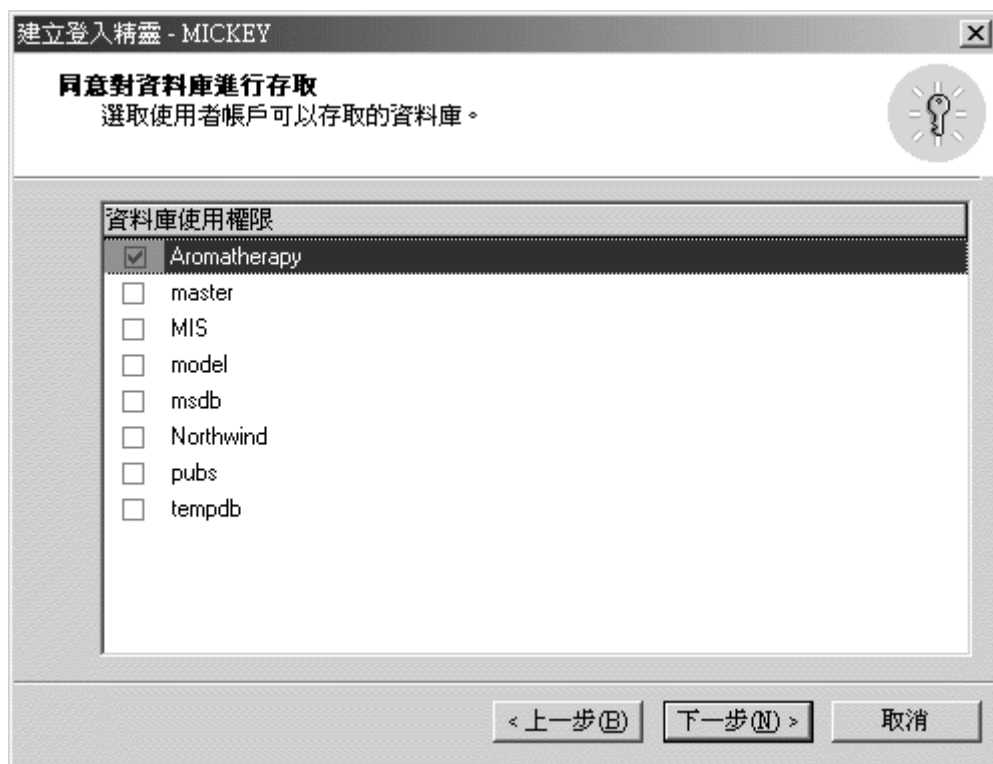 建立登入精靈 - MICKEY
同意對資料庫進行存取
選取使用者帳戶可以存取的資料庫。
資料庫使用權限
Aromatherapy
master
MIS
model
msdb
Northwind
pubs
tempdb
<上一步(B) 下一步(N)> 取消